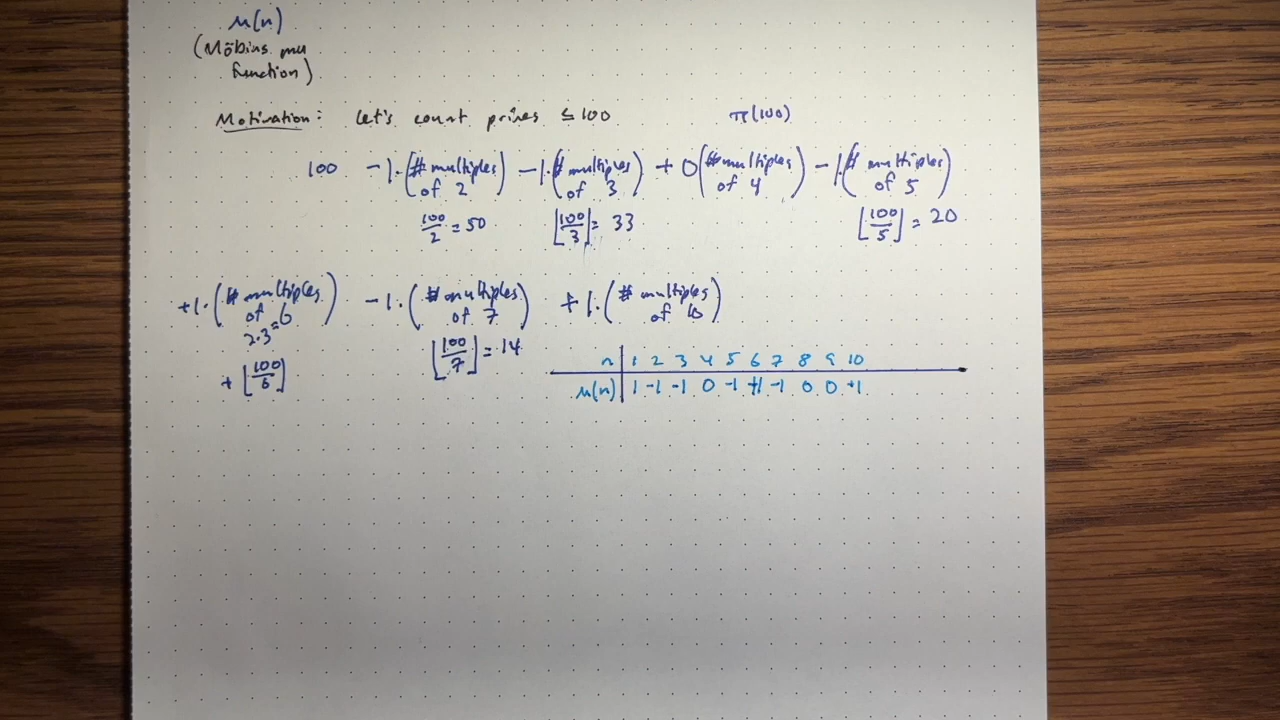 μ(n)
(Möbius mu
function)
Motivation: Let's count primes ≤ 100 π(100)
100 -1·(# multiples of 2) -1·(# multiples of 3) + 0(# multiples of 4) -1·(# multiples of 5)
100/2 = 50 ⌊100/3⌋ = 33 ⌊100/5⌋ = 20
+1·(# multiples of 6) -1·(# multiples of 7) +1·(# multiples of 10)
2·3=6
+ ⌊100/6⌋ ⌊100/7⌋ = 14
n 1 2 3 4 5 6 7 8 9 10
μ(n) 1 -1 -1 0 -1 +1 -1 0 0 +1